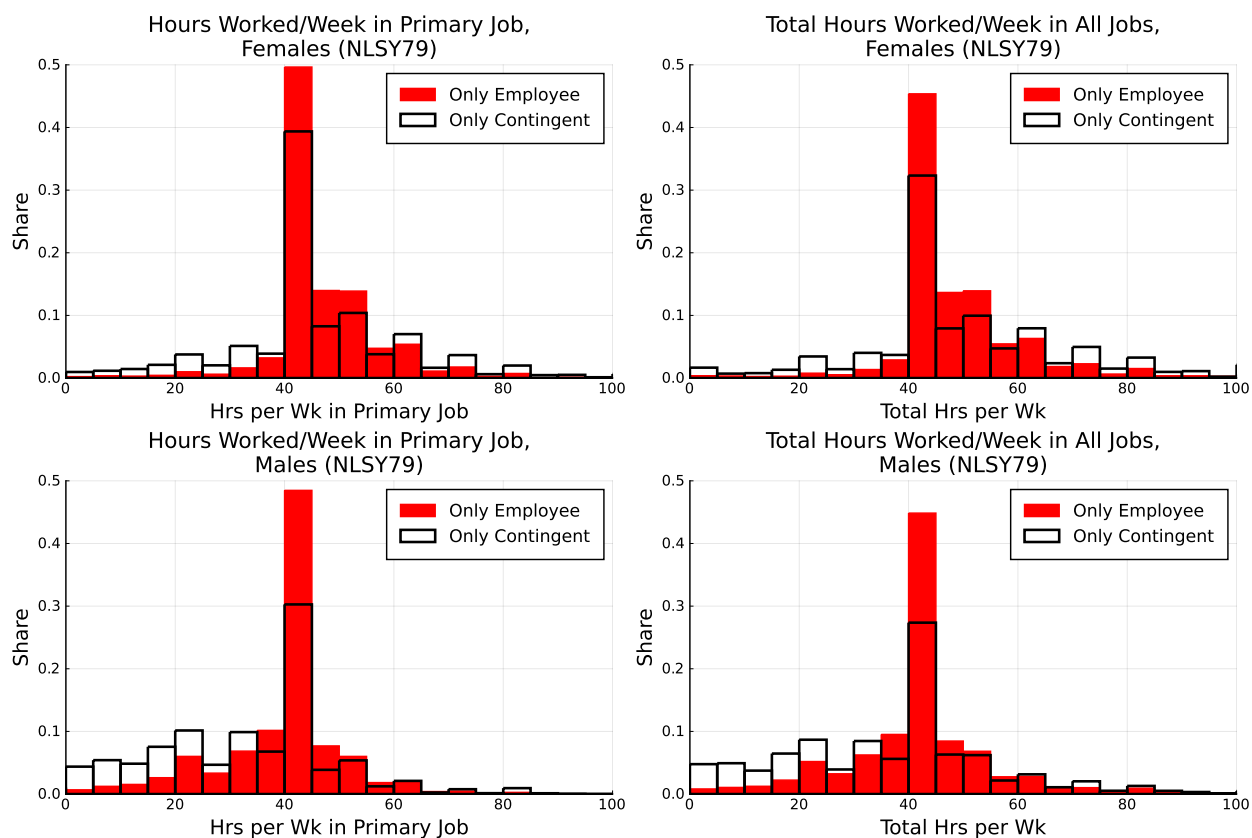 Hours Worked/Week in Primary Job,
Females (NLSY79)
0.5
0.4
0.3
0.2
0.1
0.0
Share
Only Employee
Only Contingent
0
20
40
60
80
100
Hrs per Wk in Primary Job
Total Hours Worked/Week in All Jobs,
Females (NLSY79)
0.5
0.4
0.3
0.2
0.1
0.0
Share
Only Employee
Only Contingent
0
20
40
60
80
100
Total Hrs per Wk
Hours Worked/Week in Primary Job,
Males (NLSY79)
0.5
0.4
0.3
0.2
0.1
0.0
Share
Only Employee
Only Contingent
0
20
40
60
80
100
Hrs per Wk in Primary Job
Total Hours Worked/Week in All Jobs,
Males (NLSY79)
0.5
0.4
0.3
0.2
0.1
0.0
Share
Only Employee
Only Contingent
0
20
40
60
80
100
Total Hrs per Wk